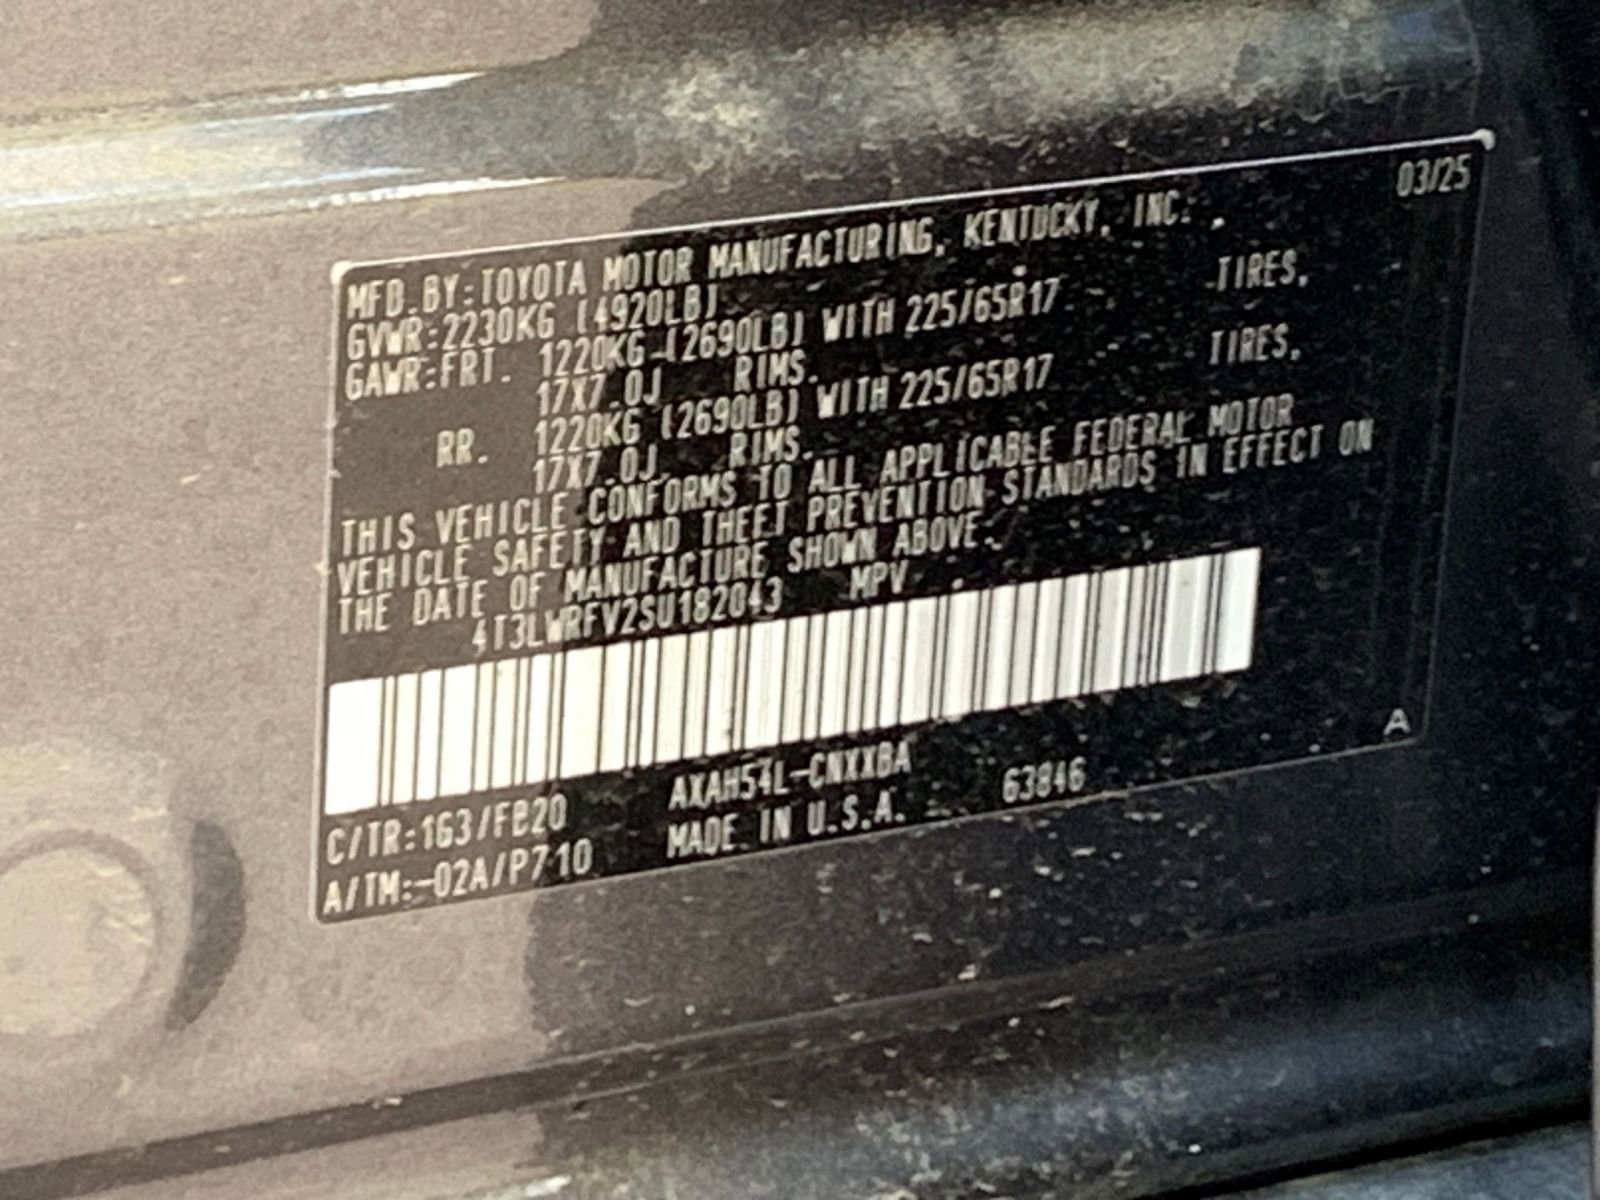 03/25
MFD. BY: TOYOTA MOTOR MANUFACTURING, KENTUCKY, INC.
GVWR: 2230KG (4920LB)
GAWR: FRT. 1220KG (2690LB) WITH 225/65R17 TIRES,
17X7.0J RIMS.
RR. 1220KG (2690LB) WITH 225/65R17 TIRES,
17X7.0J RIMS.
THIS VEHICLE CONFORMS TO ALL APPLICABLE FEDERAL MOTOR
VEHICLE SAFETY AND THEFT PREVENTION STANDARDS IN EFFECT ON
THE DATE OF MANUFACTURE SHOWN ABOVE.
4T3LWRFV2SU182043 MPV
C/TR: 1G3/FB20 AXAH54L-CNXXBA 63846 A
A/TM: -02A/P710 MADE IN U.S.A.